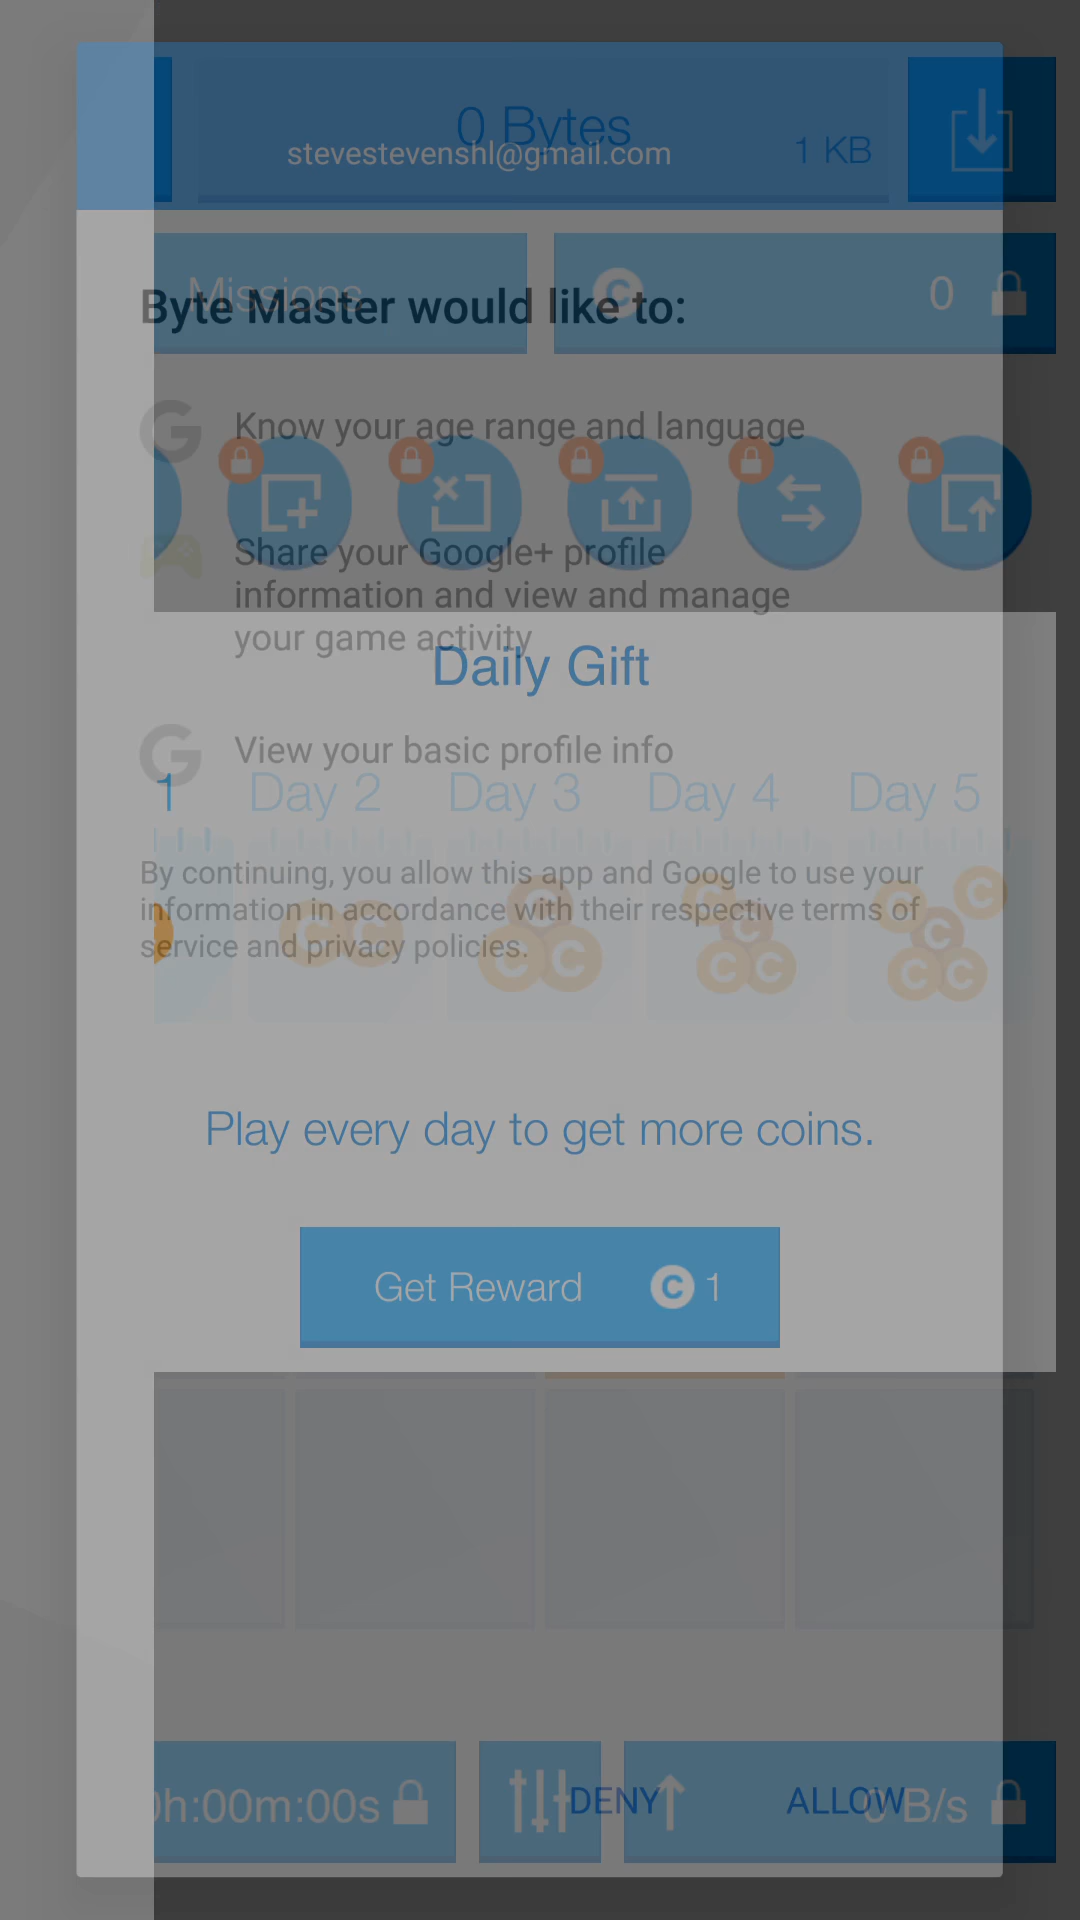 0 Bytes
stevestevenshl@gmail.com
1 KB
Missions
0
Byte Master would like to:
Know your age range and language
Share your Google+ profile
information and view and manage
your game activity
Daily Gift
View your basic profile info
1
Day 2
Day 3
Day 4
Day 5
By continuing, you allow this app and Google to use your
information in accordance with their respective terms of
service and privacy policies.
Play every day to get more coins.
Get Reward
C 1
0h:00m:00s
DENY
ALLOW
0 B/s